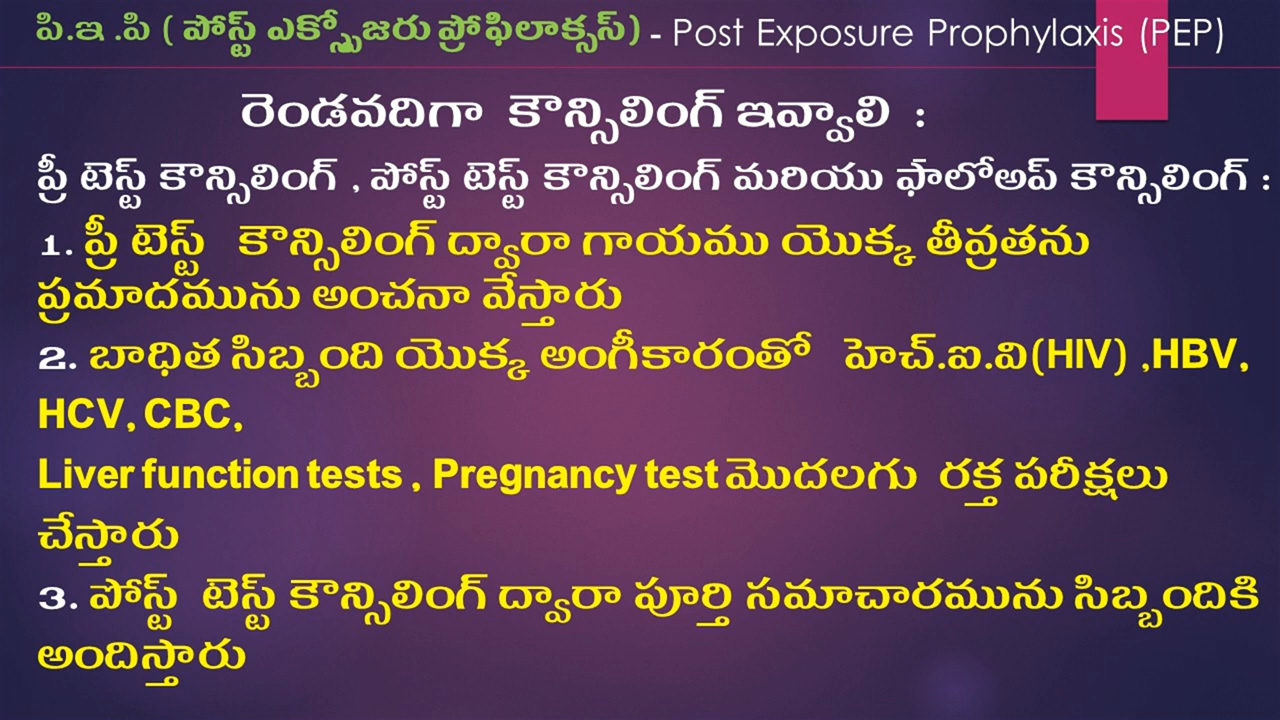 పి.ఇ .పి ( పోస్ట్ ఎక్స్పోజరు ప్రోఫిలాక్సస్) - Post Exposure Prophylaxis (PEP)
రెండవదిగా కౌన్సిలింగ్ ఇవ్వాలి :
ప్రీ టెస్ట్ కౌన్సిలింగ్ , పోస్ట్ టెస్ట్ కౌన్సిలింగ్ మరియు ఫాలోఅప్ కౌన్సిలింగ్ :
1. ప్రీ టెస్ట్ కౌన్సిలింగ్ ద్వారా గాయము యొక్క తీవ్రతను
ప్రమాదమును అంచనా వేస్తారు
2. బాధిత సిబ్బంది యొక్క అంగీకారంతో హెచ్.ఐ.వి(HIV) ,HBV,
HCV, CBC,
Liver function tests , Pregnancy test మొదలగు రక్త పరీక్షలు
చేస్తారు
3. పోస్ట్ టెస్ట్ కౌన్సిలింగ్ ద్వారా పూర్తి సమాచారమును సిబ్బందికి
అందిస్తారు